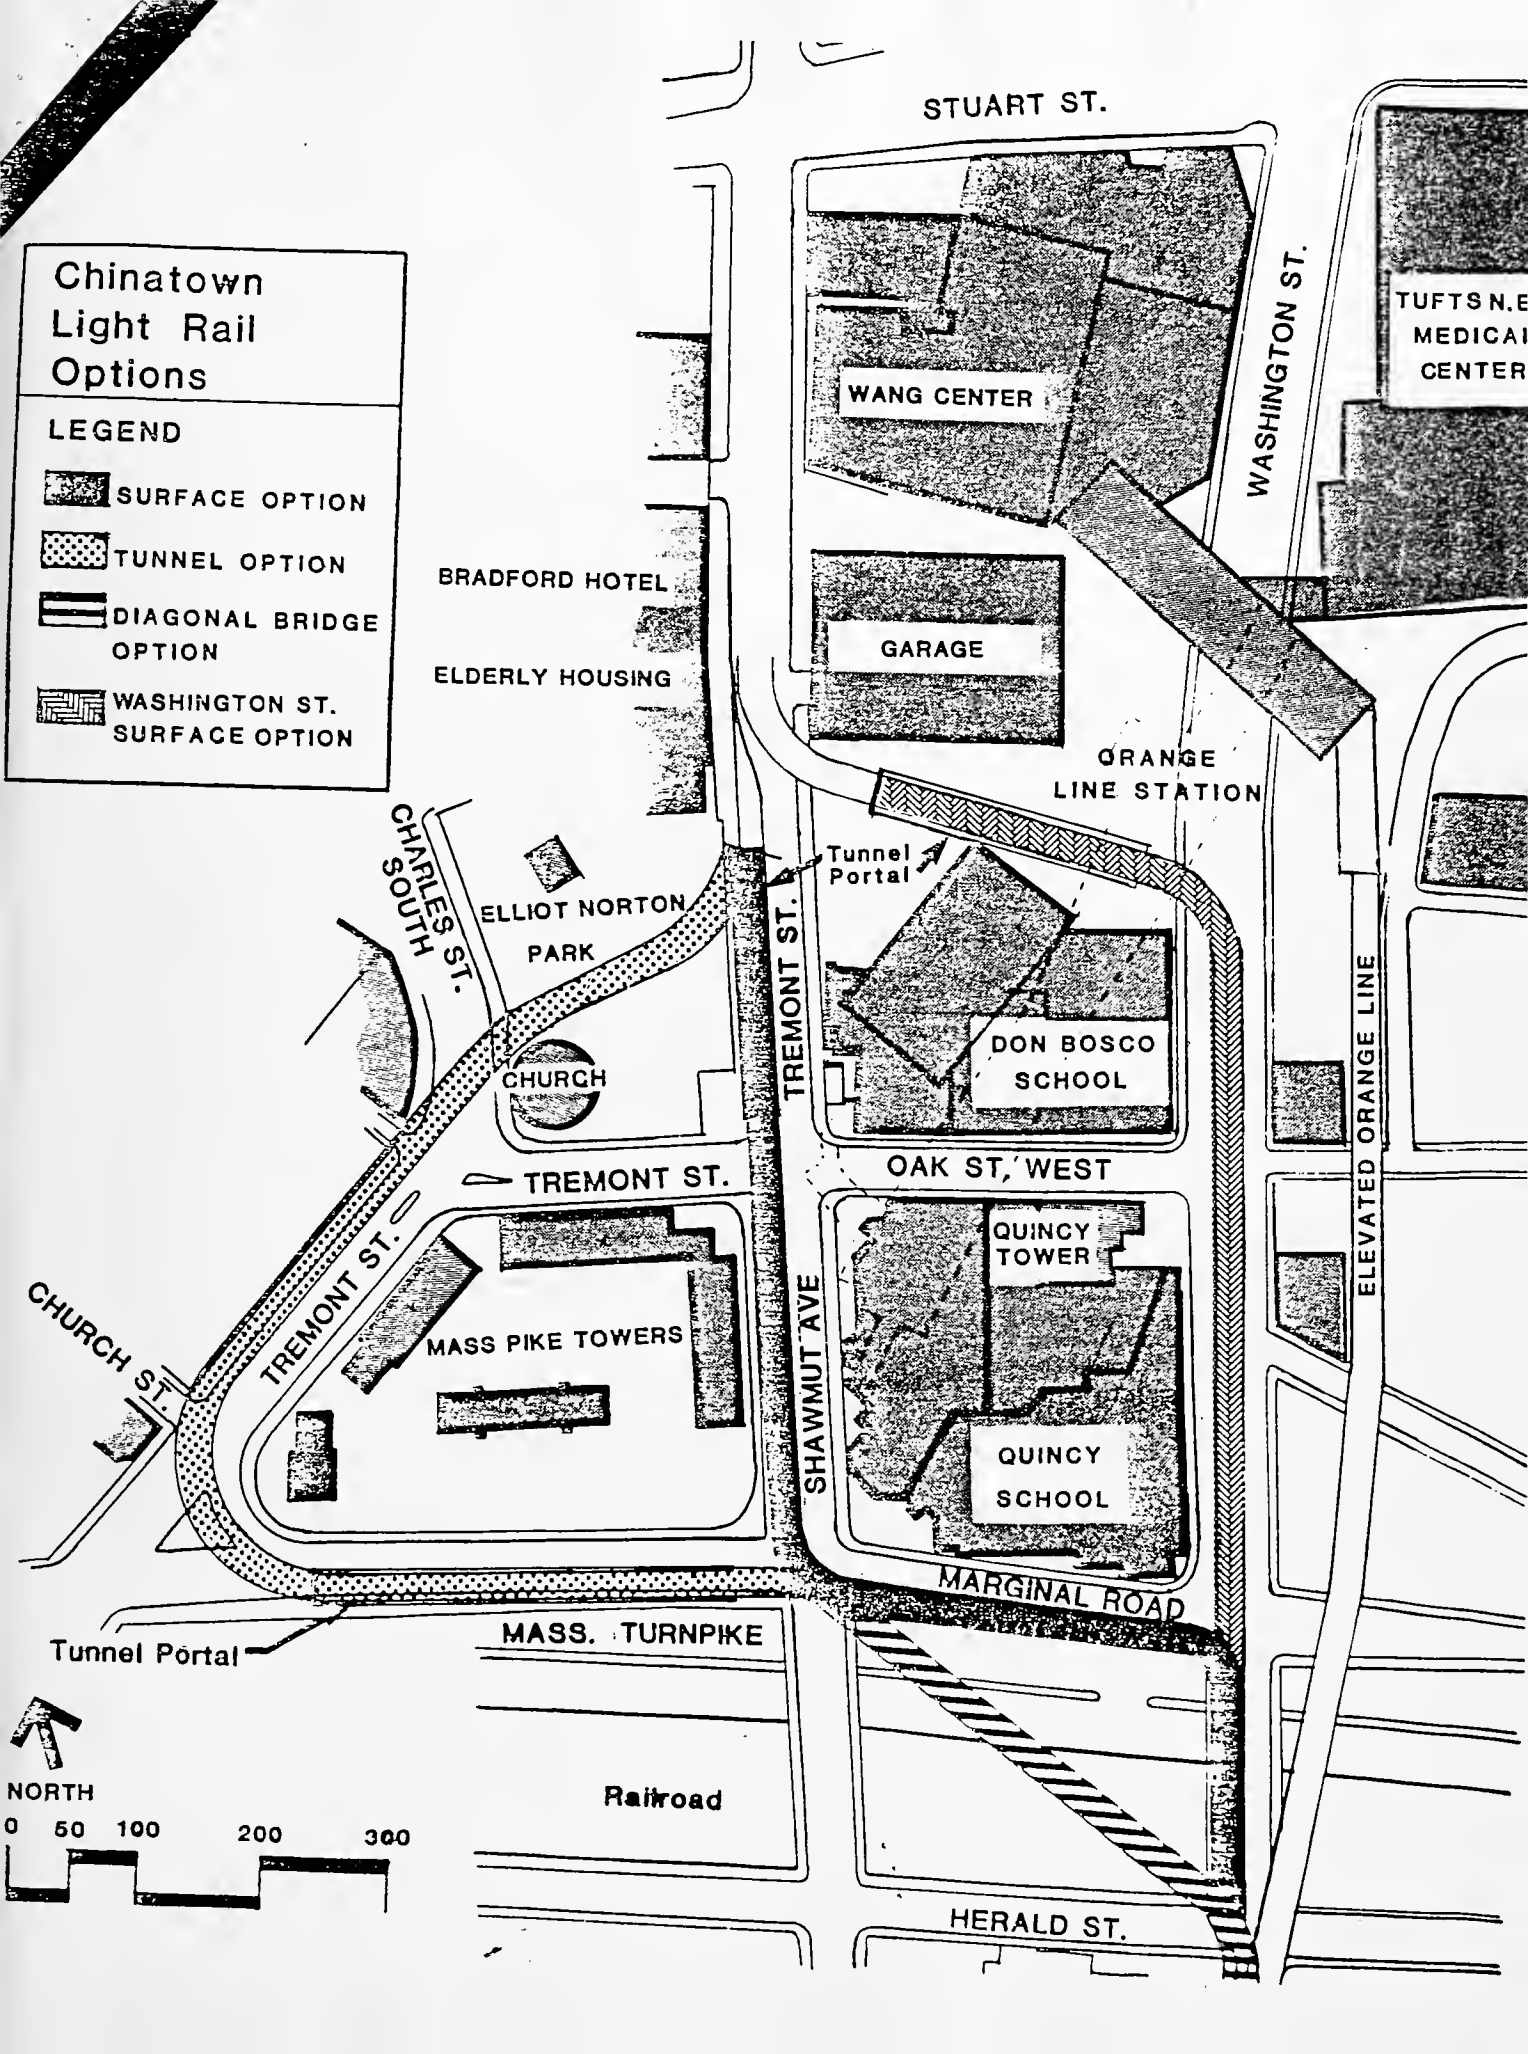 STUART ST.
Chinatown
Light Rail
Options
LEGEND
SURFACE OPTION
TUNNEL OPTION
DIAGONAL BRIDGE
OPTION
WASHINGTON ST.
SURFACE OPTION
WASHINGTON ST.
TUFTS N.E
MEDICAL
CENTER
WANG CENTER
BRADFORD HOTEL
GARAGE
ELDERLY HOUSING
ORANGE
LINE STATION
CHARLES ST.
SOUTH
Tunnel
Portal
ELLIOT NORTON
PARK
TREMONT ST.
DON BOSCO
SCHOOL
CHURCH
ELEVATED ORANGE LINE
TREMONT ST.
OAK ST, WEST
QUINCY
TOWER
TREMONT ST.
CHURCH ST.
MASS PIKE TOWERS
SHAWMUT AVE
QUINCY
SCHOOL
MARGINAL ROAD
MASS. TURNPIKE
Tunnel Portal
NORTH
0 50 100 200 300
Railroad
HERALD ST.